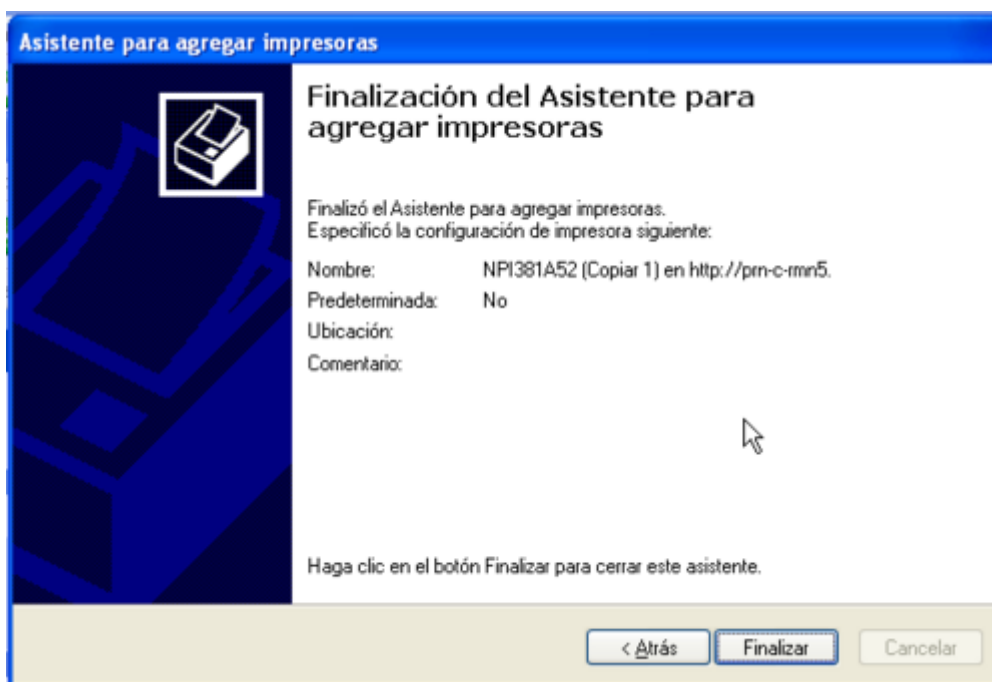 Asistente para agregar impresoras
Finalización del Asistente para
agregar impresoras
Finalizó el Asistente para agregar impresoras.
Especificó la configuración de impresora siguiente:
Nombre: NPI381A52 (Copiar 1) en http://prn-c-rmn5.
Predeterminada: No
Ubicación:
Comentario:
Haga clic en el botón Finalizar para cerrar este asistente.
< Atrás Finalizar Cancelar